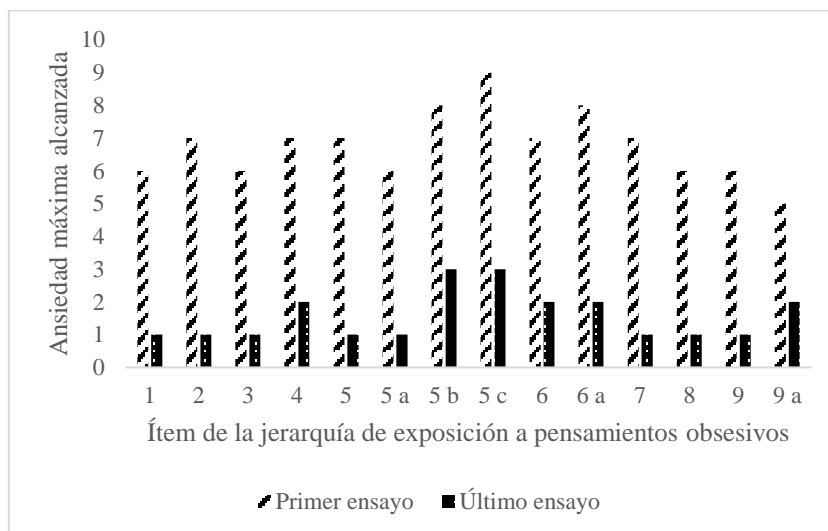 Ansiedad máxima alcanzada
10
9
8
7
6
5
4
3
2
1
0
1 2 3 4 5 5 a 5 b 5 c 6 6 a 7 8 9 9 a
Ítem de la jerarquía de exposición a pensamientos obsesivos
Primer ensayo Último ensayo